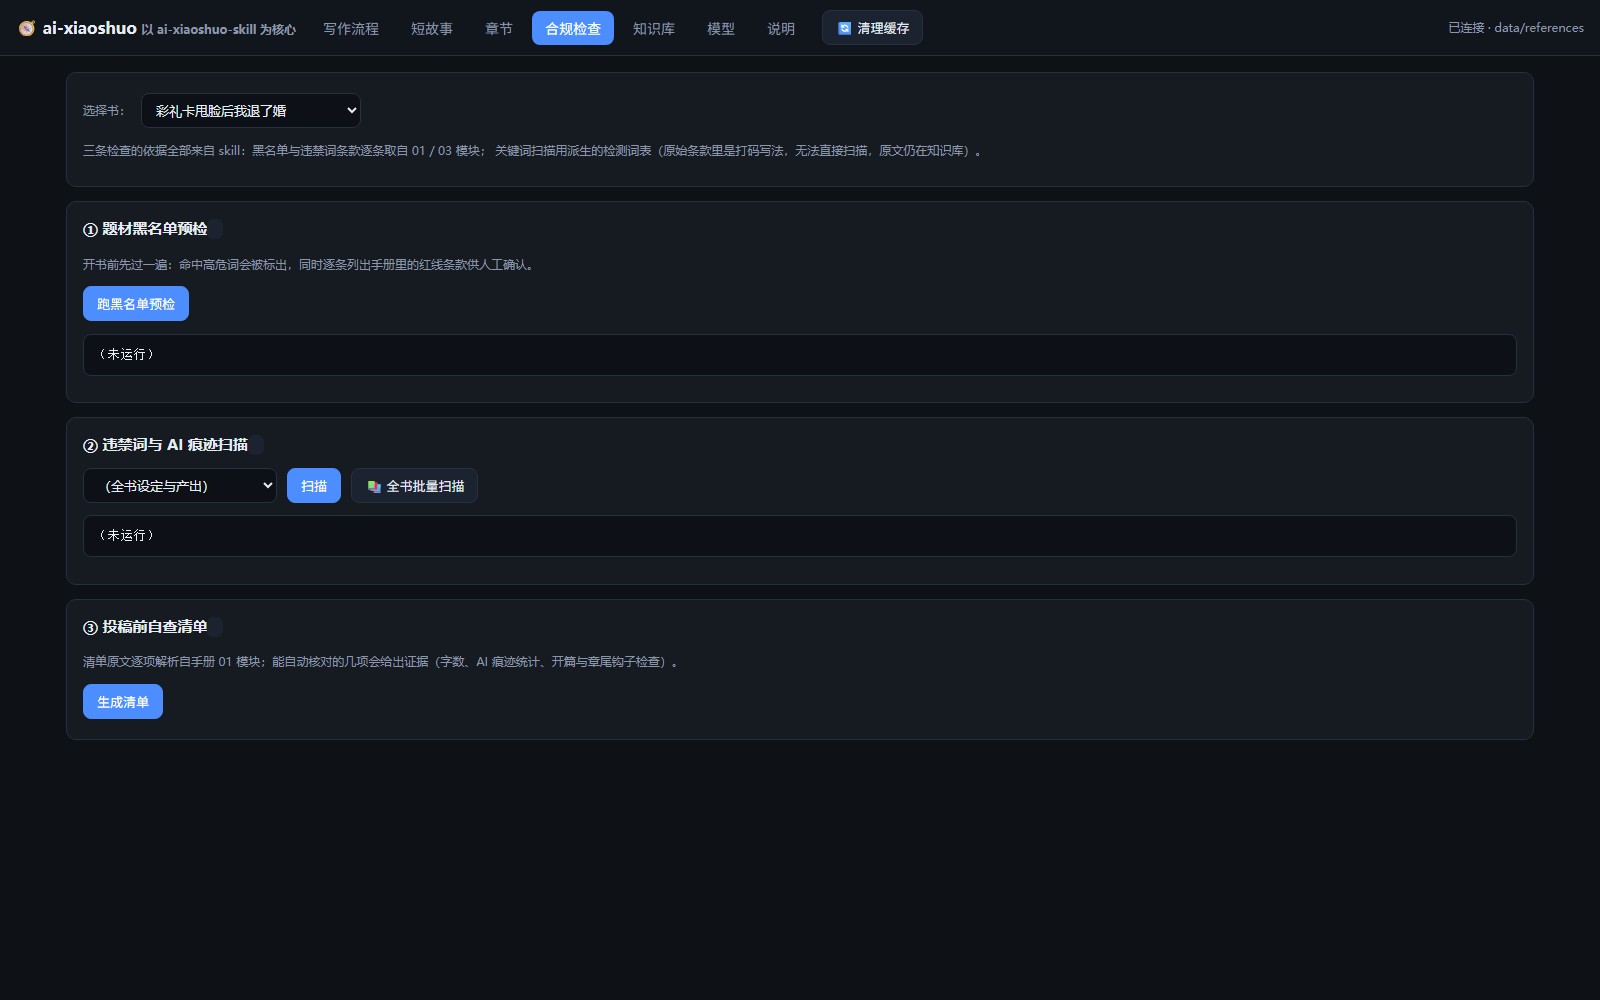 ai-xiaoshuo 以 ai-xiaoshuo-skill 为核心 写作流程 短故事 章节 合规检查 知识库 模型 说明 清理缓存 已连接 · data/references
选择书： 彩礼卡甩脸后我退了婚
三条检查的依据全部来自 skill：黑名单与违禁词条款逐条取自 01 / 03 模块； 关键词扫描用派生的检测词表（原始条款里是打码写法，无法直接扫描，原文仍在知识库）。
① 题材黑名单预检
开书前先过一遍：命中高危词会被标出，同时逐条列出手册里的红线条款供人工确认。
跑黑名单预检
（未运行）
② 违禁词与 AI 痕迹扫描
（全书设定与产出） 扫描 全书批量扫描
（未运行）
③ 投稿前自查清单
清单原文逐项解析自手册 01 模块；能自动核对的几项会给出证据（字数、AI 痕迹统计、开篇与章尾钩子检查）。
生成清单